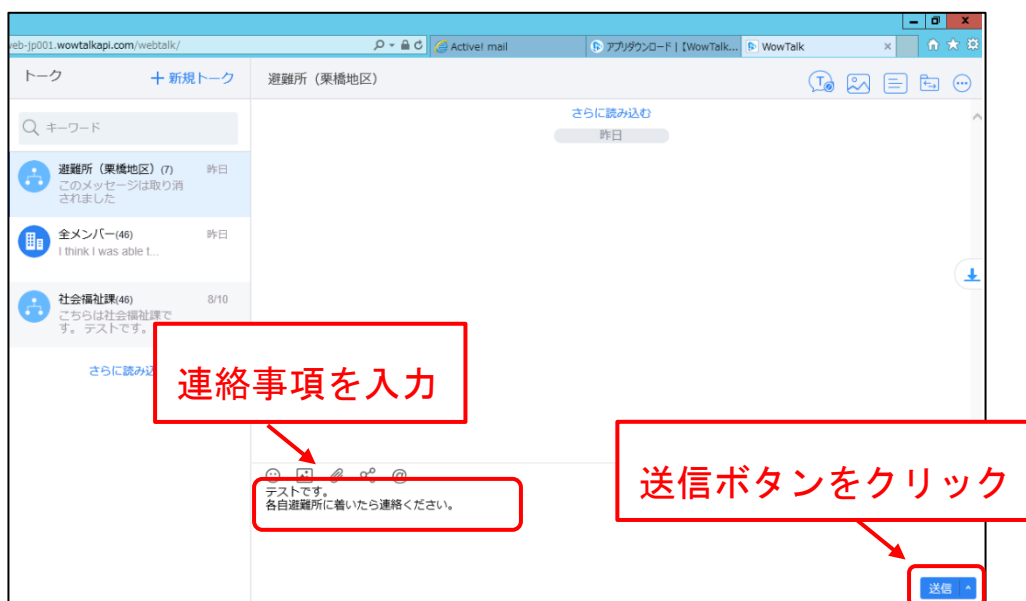 eb-jp001.wowtalkapi.com/webtalk/
Active! mail
アプリダウンロード | 【WowTalk...
WowTalk
トーク
＋新規トーク
避難所（栗橋地区）
キーワード
さらに読み込む
昨日
避難所（栗橋地区）(7)
昨日
このメッセージは取り消
されました
全メンバー(46)
昨日
I think I was able t...
社会福祉課(46)
8/10
こちらは社会福祉課で
す。 テストです。
さらに読み込
連絡事項を入力
テストです。
各自避難所に着いたら連絡ください。
送信ボタンをクリック
送信